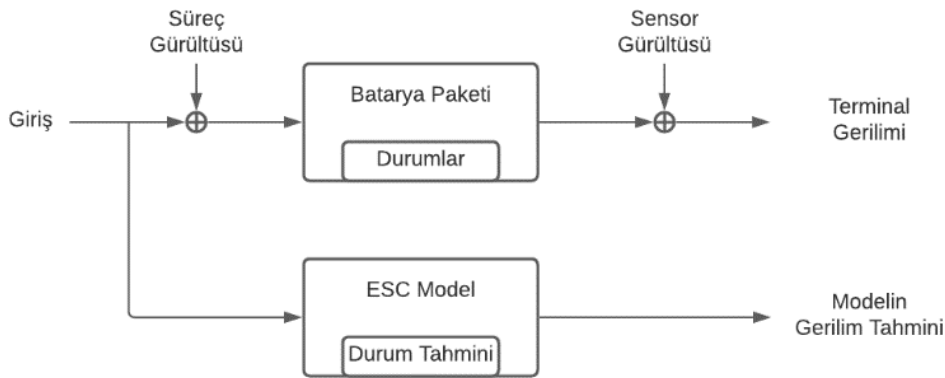 Süreç
Gürültüsü
Sensor
Gürültüsü
Giriş
Batarya Paketi
Durumlar
Terminal
Gerilimi
ESC Model
Durum Tahmini
Modelin
Gerilim Tahmini